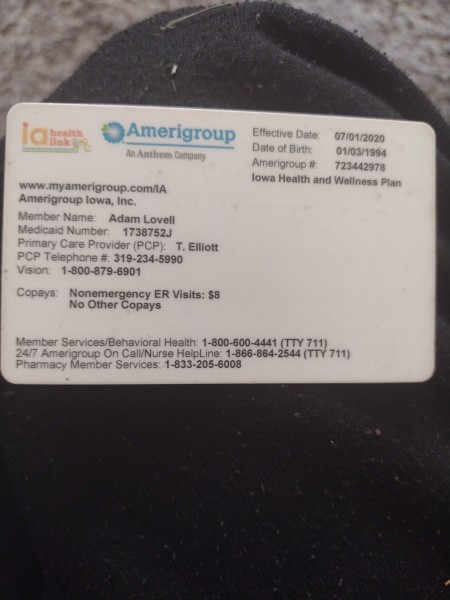 ia health link
Amerigroup
An Anthem Company
Effective Date: 07/01/2020
Date of Birth: 01/03/1994
Amerigroup #: 723442978
Iowa Health and Wellness Plan
www.myamerigroup.com/IA
Amerigroup Iowa, Inc.
Member Name: Adam Lovell
Medicaid Number: 1738752J
Primary Care Provider (PCP): T. Elliott
PCP Telephone #: 319-234-5990
Vision: 1-800-879-6901
Copays: Nonemergency ER Visits: $8
No Other Copays
Member Services/Behavioral Health: 1-800-600-4441 (TTY 711)
24/7 Amerigroup On Call/Nurse HelpLine: 1-866-864-2544 (TTY 711)
Pharmacy Member Services: 1-833-205-6008